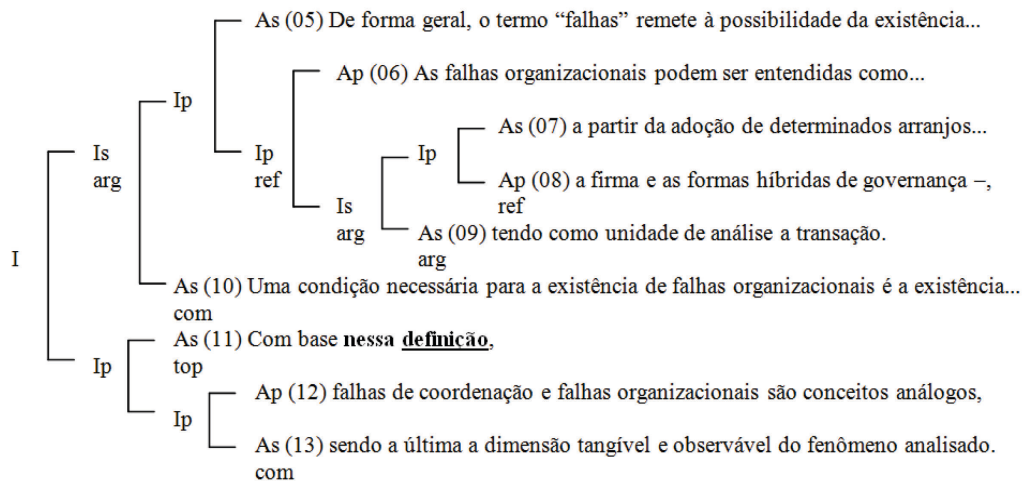 As (05) De forma geral, o termo “falhas” remete à possibilidade da existência...
Ap (06) As falhas organizacionais podem ser entendidas como...
Ip
As (07) a partir da adoção de determinados arranjos...
Is
Ip
Ip
arg
ref
Ap (08) a firma e as formas híbridas de governança –,
Is
ref
arg
As (09) tendo como unidade de análise a transação.
I
arg
As (10) Uma condição necessária para a existência de falhas organizacionais é a existência...
com
As (11) Com base nessa definição,
Ip
top
Ap (12) falhas de coordenação e falhas organizacionais são conceitos análogos,
Ip
As (13) sendo a última a dimensão tangível e observável do fenômeno analisado.
com